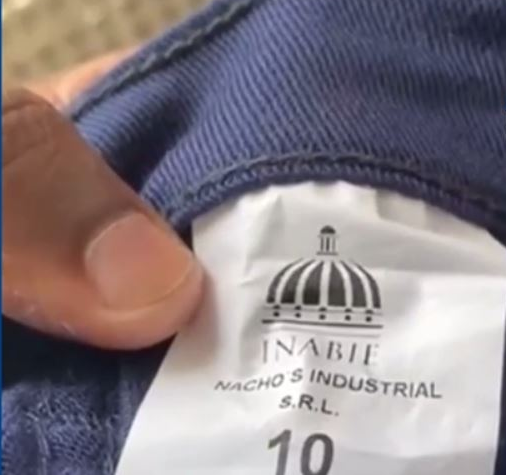 INABIE
NACHO'S INDUSTRIAL
S.R.L.
10